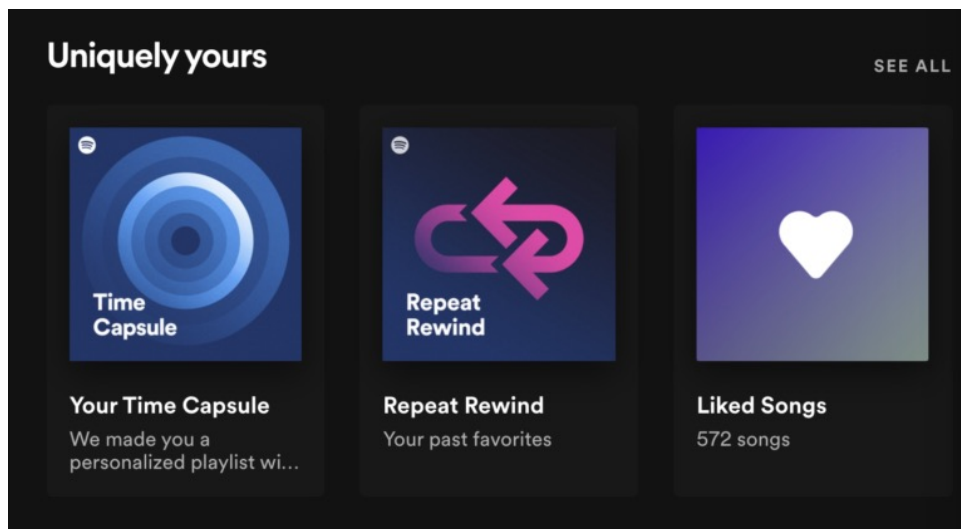 Uniquely yours
SEE ALL
Time
Capsule
Repeat
Rewind
Your Time Capsule
We made you a
personalized playlist wi...
Repeat Rewind
Your past favorites
Liked Songs
572 songs